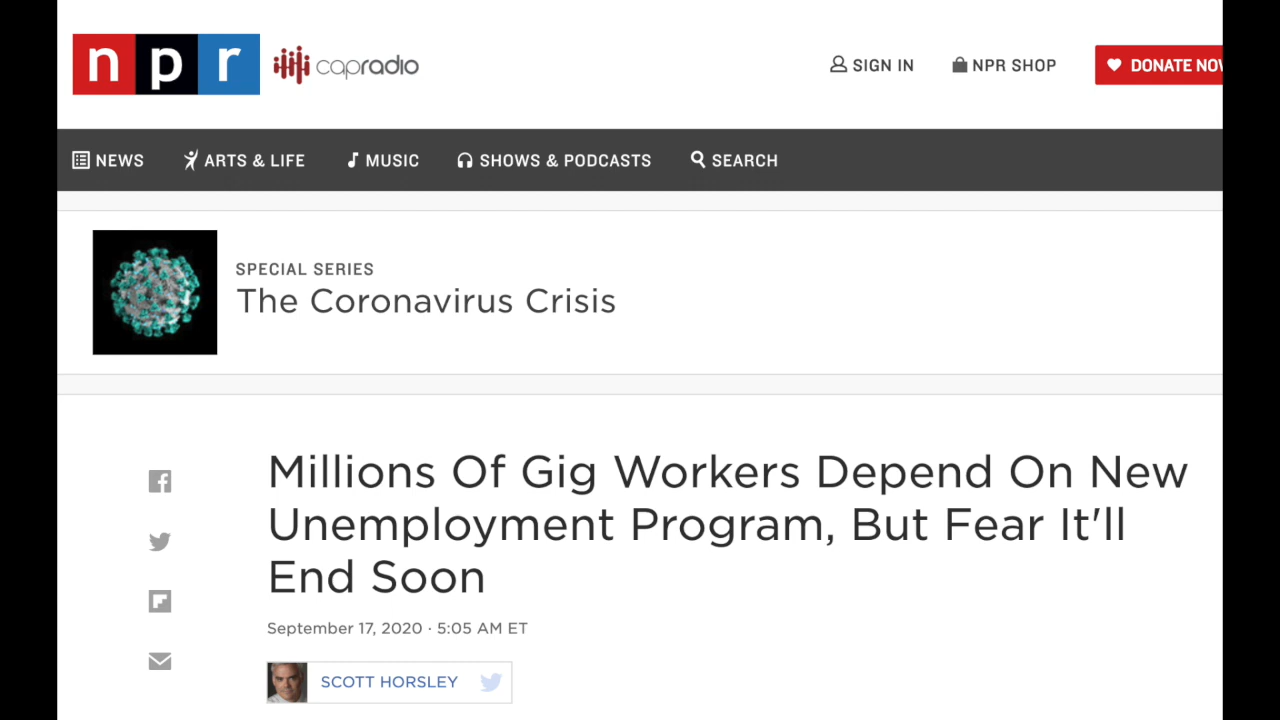 npr capradio
SIGN IN NPR SHOP DONATE
NEWS ARTS & LIFE MUSIC SHOWS & PODCASTS SEARCH
SPECIAL SERIES
The Coronavirus Crisis
Millions Of Gig Workers Depend On New
Unemployment Program, But Fear It'll
End Soon
September 17, 2020 · 5:05 AM ET
SCOTT HORSLEY